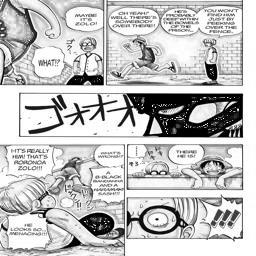 YOU WON'T
FIND HIM
JUST BY
PEEKING
OVER THE
FENCE.
HE'S
PROBABLY
DEEP WITHIN
THE BOWELS
OF THE
PRISON...
OH YEAH?
WELL THERE'S
SOMEBODY
OVER THERE!
MAYBE
IT'S
ZOLO!
WHAT!?
ゴオオオ
!!!
THERE
HE IS!
WHAT'S
WRONG!?
A
B-BLACK
BANDANNA
AND A
HARAMAKI
SASH!!!
IT'S REALLY
HIM! THAT'S
RORONOA
ZOLO!!!
HE
LOOKS SO...
MENACING!!!